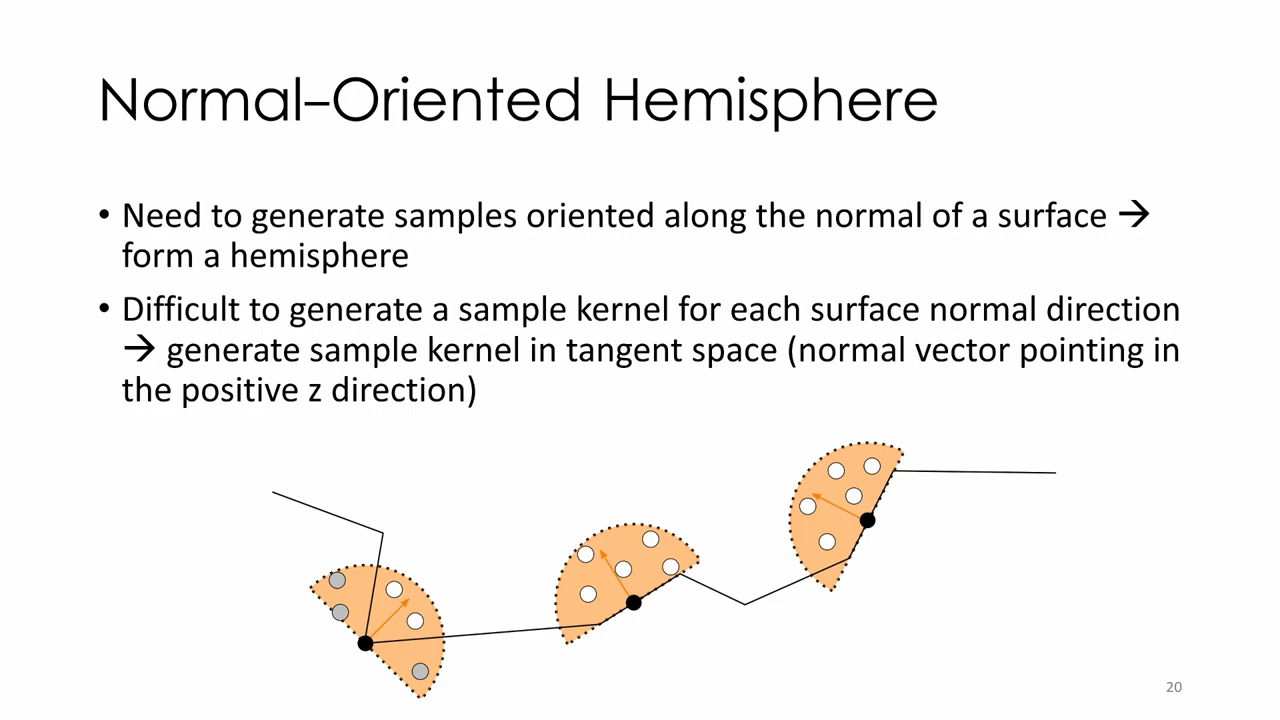 Normal–Oriented Hemisphere
• Need to generate samples oriented along the normal of a surface →
form a hemisphere
• Difficult to generate a sample kernel for each surface normal direction
→ generate sample kernel in tangent space (normal vector pointing in
the positive z direction)
20